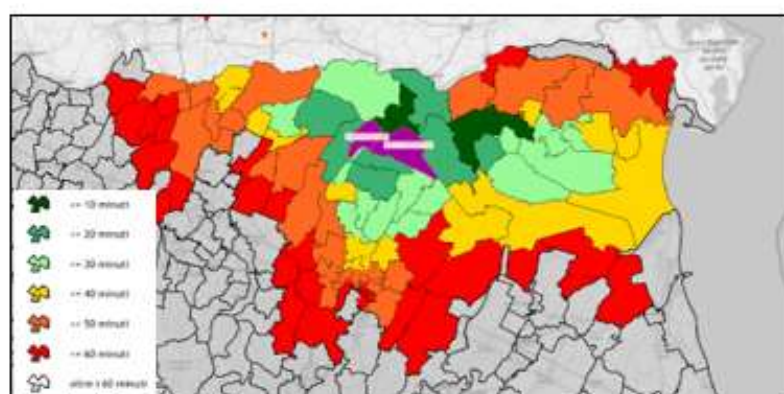 <= 10 minuti
<= 20 minuti
<= 30 minuti
<= 40 minuti
<= 50 minuti
<= 60 minuti
oltre i 60 minuti